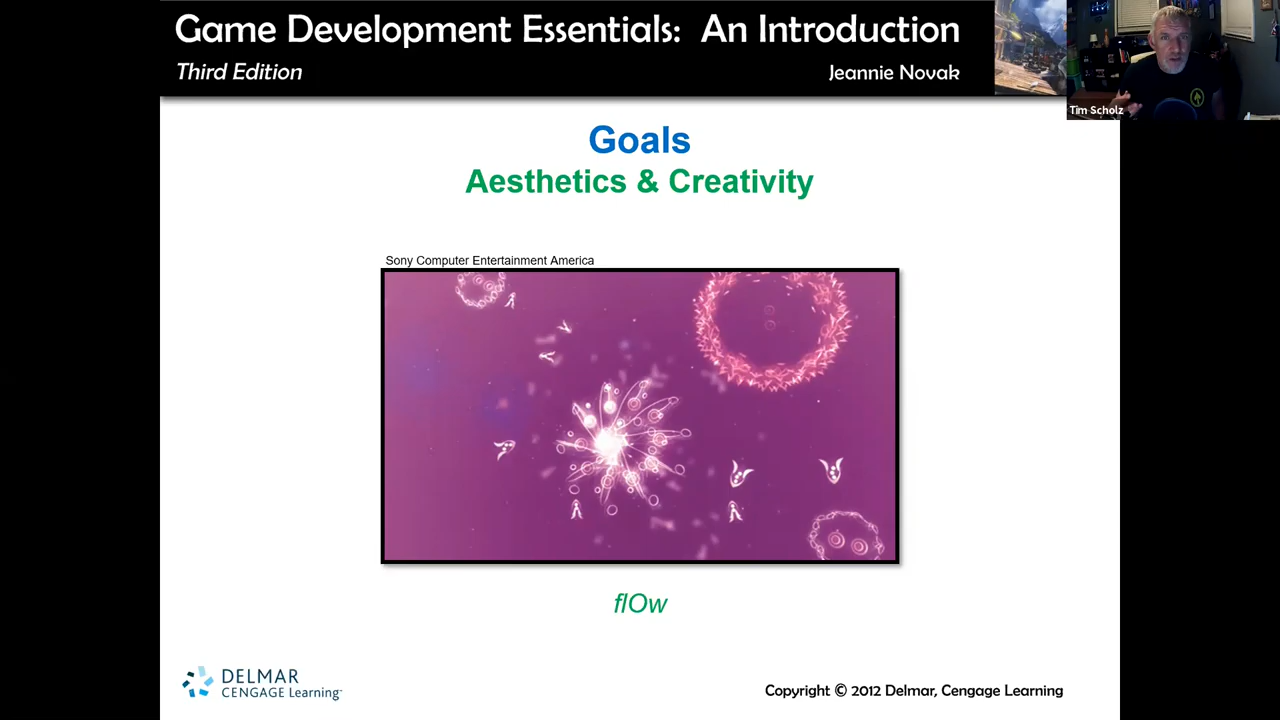 Game Development Essentials: An Introduction
Third Edition
Jeannie Novak
Tim Scholz
Goals
Aesthetics & Creativity
Sony Computer Entertainment America
flOw
DELMAR
CENGAGE Learning
Copyright © 2012 Delmar, Cengage Learning